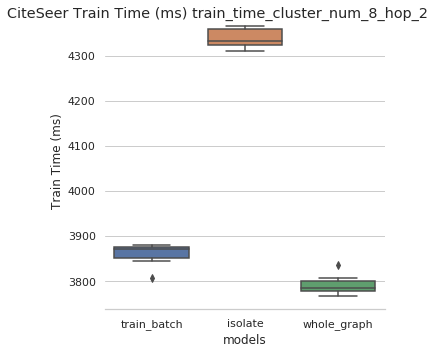 CiteSeer Train Time (ms) train_time_cluster_num_8_hop_2
4300
4200
4100
4000
3900
3800
Train Time (ms)
train_batch isolate whole_graph
models